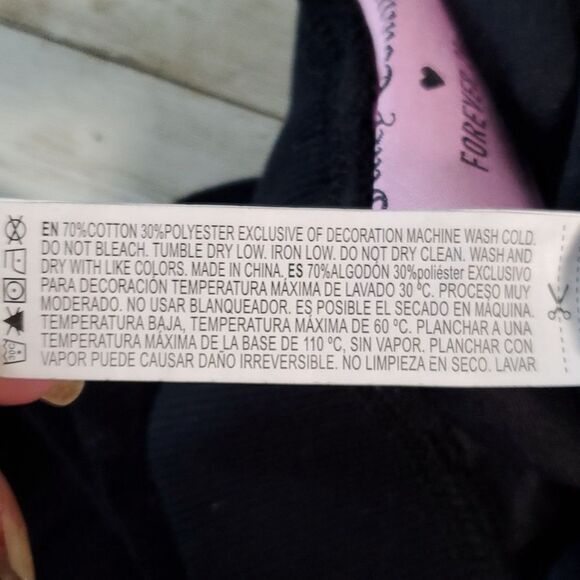 FOREVER
EN 70%COTTON 30%POLYESTER EXCLUSIVE OF DECORATION MACHINE WASH COLD.
DO NOT BLEACH. TUMBLE DRY LOW. IRON LOW. DO NOT DRY CLEAN. WASH AND
DRY WITH LIKE COLORS. MADE IN CHINA. ES 70%ALGODÓN 30%poliéster EXCLUSIVO
PARA DECORACIÓN TEMPERATURA MÁXIMA DE LAVADO 30 ºC. PROCESO MUY
MODERADO. NO USAR BLANQUEADOR. ES POSIBLE EL SECADO EN MÁQUINA.
TEMPERATURA BAJA, TEMPERATURA MÁXIMA DE 60 ºC. PLANCHAR A UNA
TEMPERATURA MÁXIMA DE LA BASE DE 110 ºC, SIN VAPOR. PLANCHAR CON
VAPOR PUEDE CAUSAR DAÑO IRREVERSIBLE. NO LIMPIEZA EN SECO. LAVAR